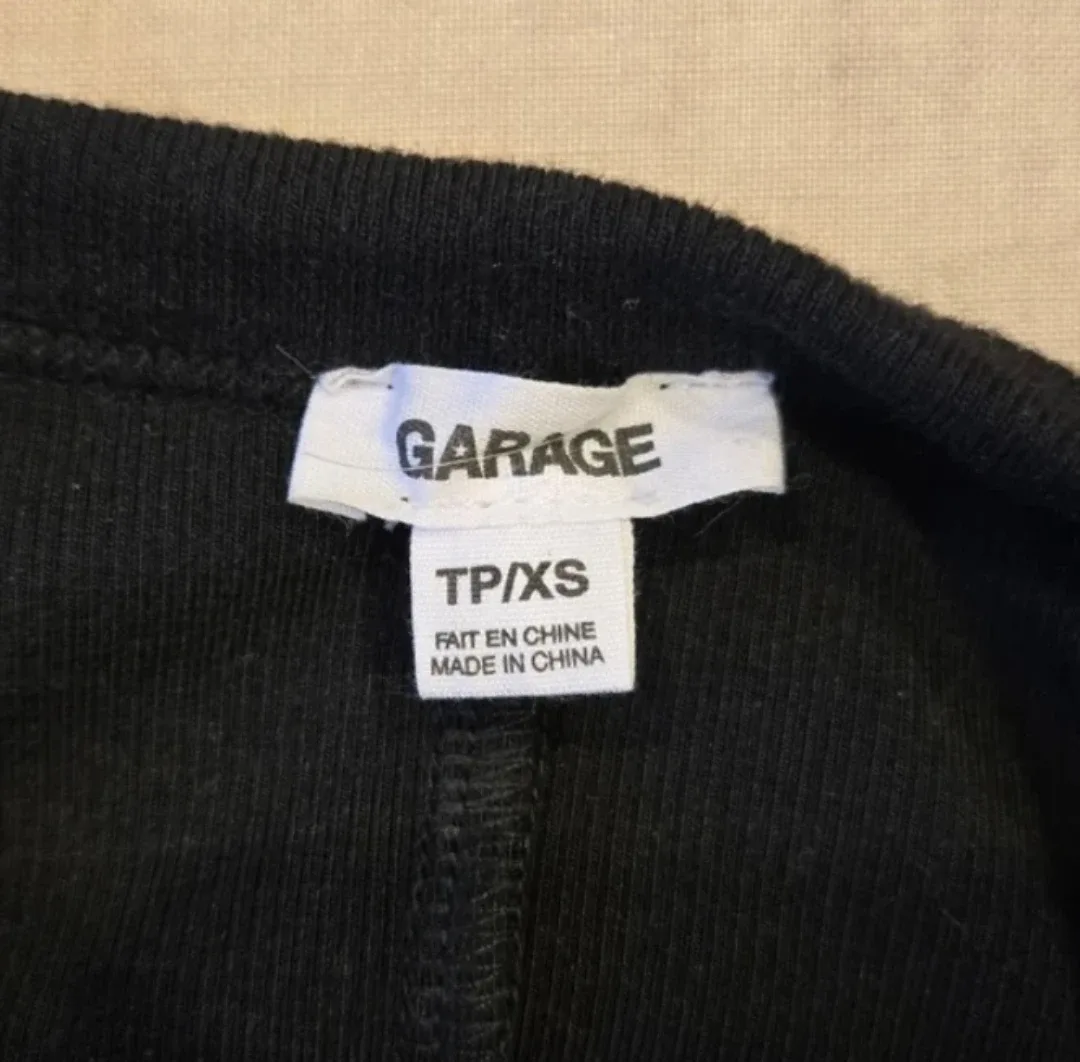 GARAGE
TP/XS
FAIT EN CHINE
MADE IN CHINA